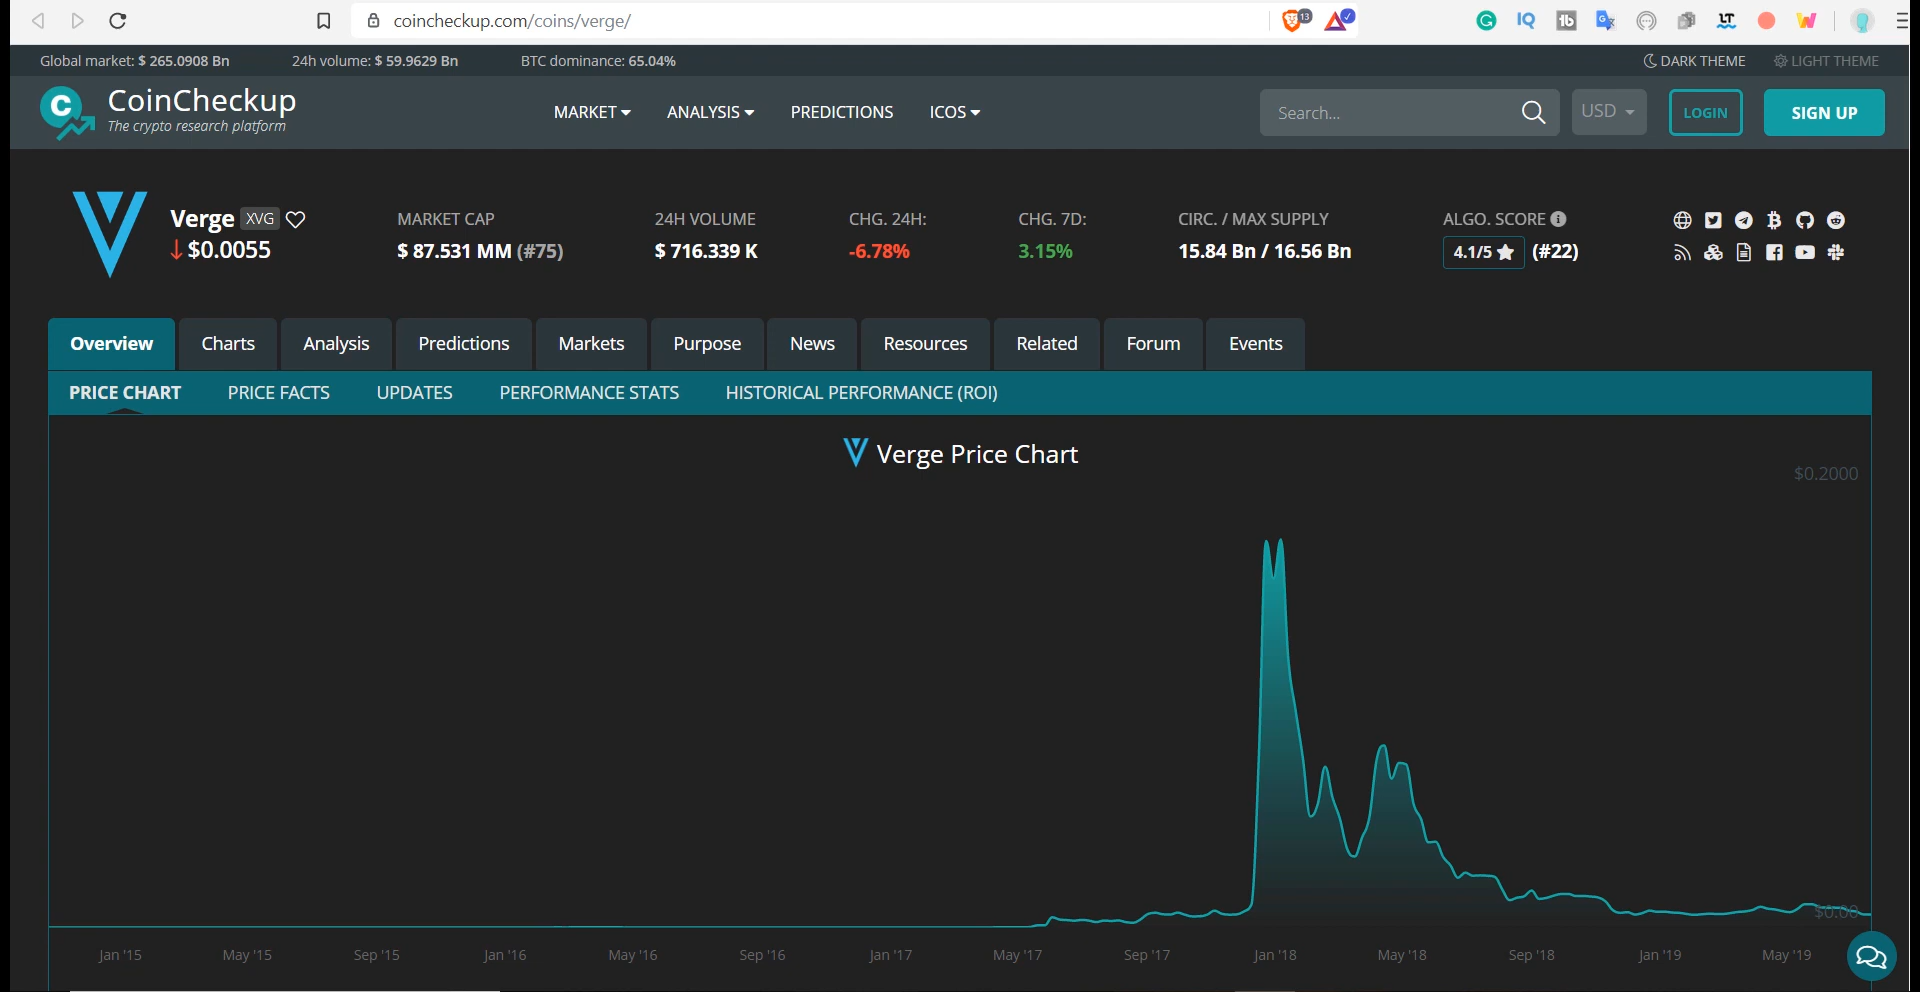 coincheckup.com/coins/verge/
13
Global market: $ 265.0908 Bn
24h volume: $ 59.9629 Bn
BTC dominance: 65.04%
DARK THEME
LIGHT THEME
CoinCheckup
The crypto research platform
MARKET
ANALYSIS
PREDICTIONS
ICOS
Search...
USD
LOGIN
SIGN UP
Verge XVG
$0.0055
MARKET CAP
$ 87.531 MM (#75)
24H VOLUME
$ 716.339 K
CHG. 24H:
-6.78%
CHG. 7D:
3.15%
CIRC. / MAX SUPPLY
15.84 Bn / 16.56 Bn
ALGO. SCORE
4.1/5 (#22)
Overview
Charts
Analysis
Predictions
Markets
Purpose
News
Resources
Related
Forum
Events
PRICE CHART
PRICE FACTS
UPDATES
PERFORMANCE STATS
HISTORICAL PERFORMANCE (ROI)
Verge Price Chart
$0.2000
$0.00
Jan '15
May '15
Sep '15
Jan '16
May '16
Sep '16
Jan '17
May '17
Sep '17
Jan '18
May '18
Sep '18
Jan '19
May '19